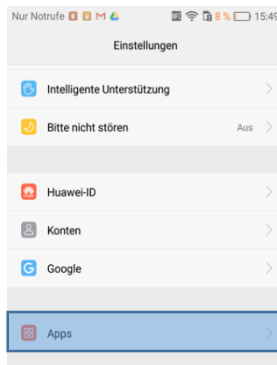 Nur Notrufe 8 % 15:49
Einstellungen
Intelligente Unterstützung
Bitte nicht stören Aus
Huawei-ID
Konten
Google
Apps